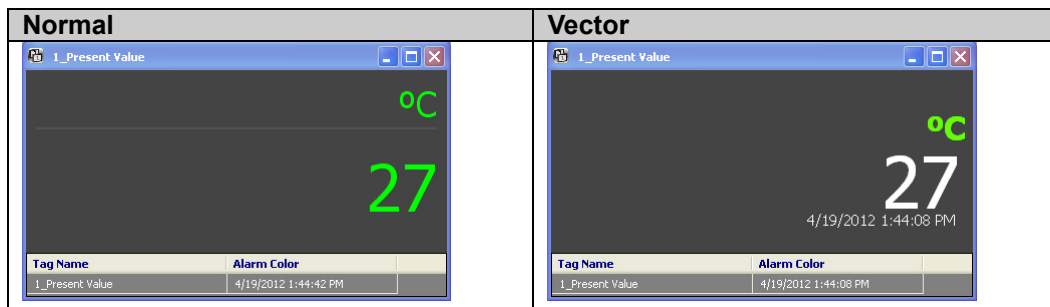 Normal
Vector
1_Present Value
ºC
27
Tag Name Alarm Color
1_Present Value 4/19/2012 1:44:42 PM
1_Present Value
ºC
27
4/19/2012 1:44:08 PM
Tag Name Alarm Color
1_Present Value 4/19/2012 1:44:08 PM